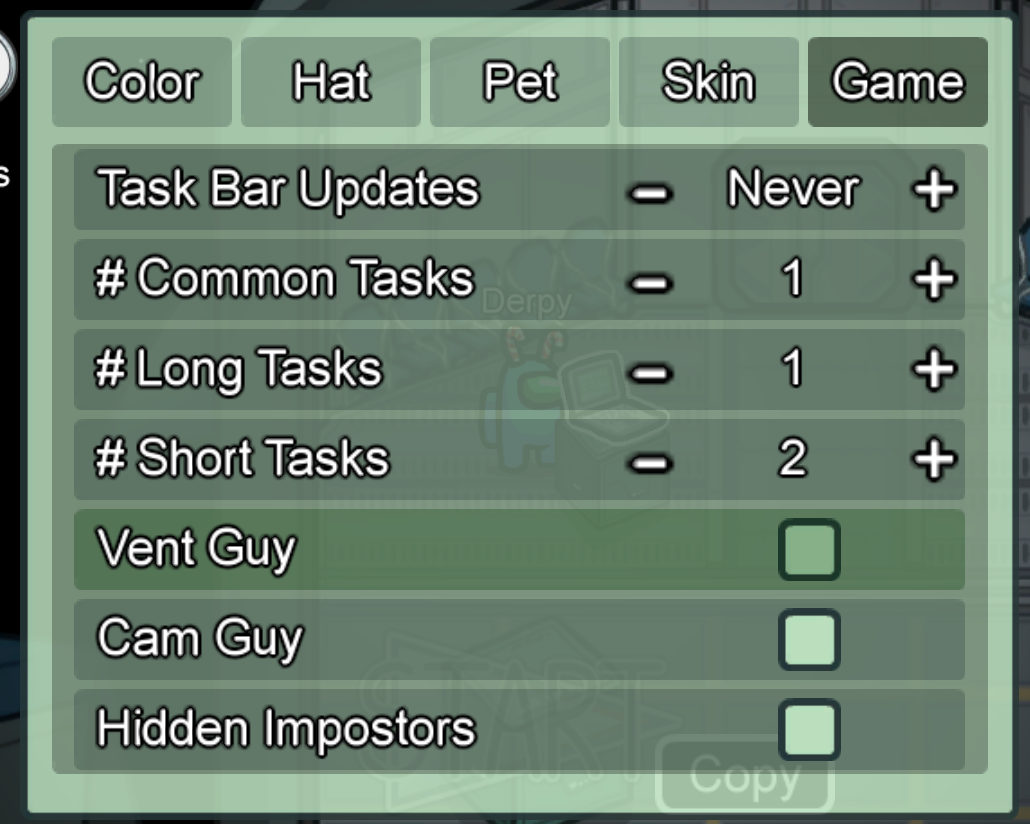 Color Hat Pet Skin Game
s
Task Bar Updates - Never +
# Common Tasks - 1 +
Derpy
# Long Tasks - 1 +
# Short Tasks - 2 +
Vent Guy
Cam Guy
Hidden Impostors
START
Copy